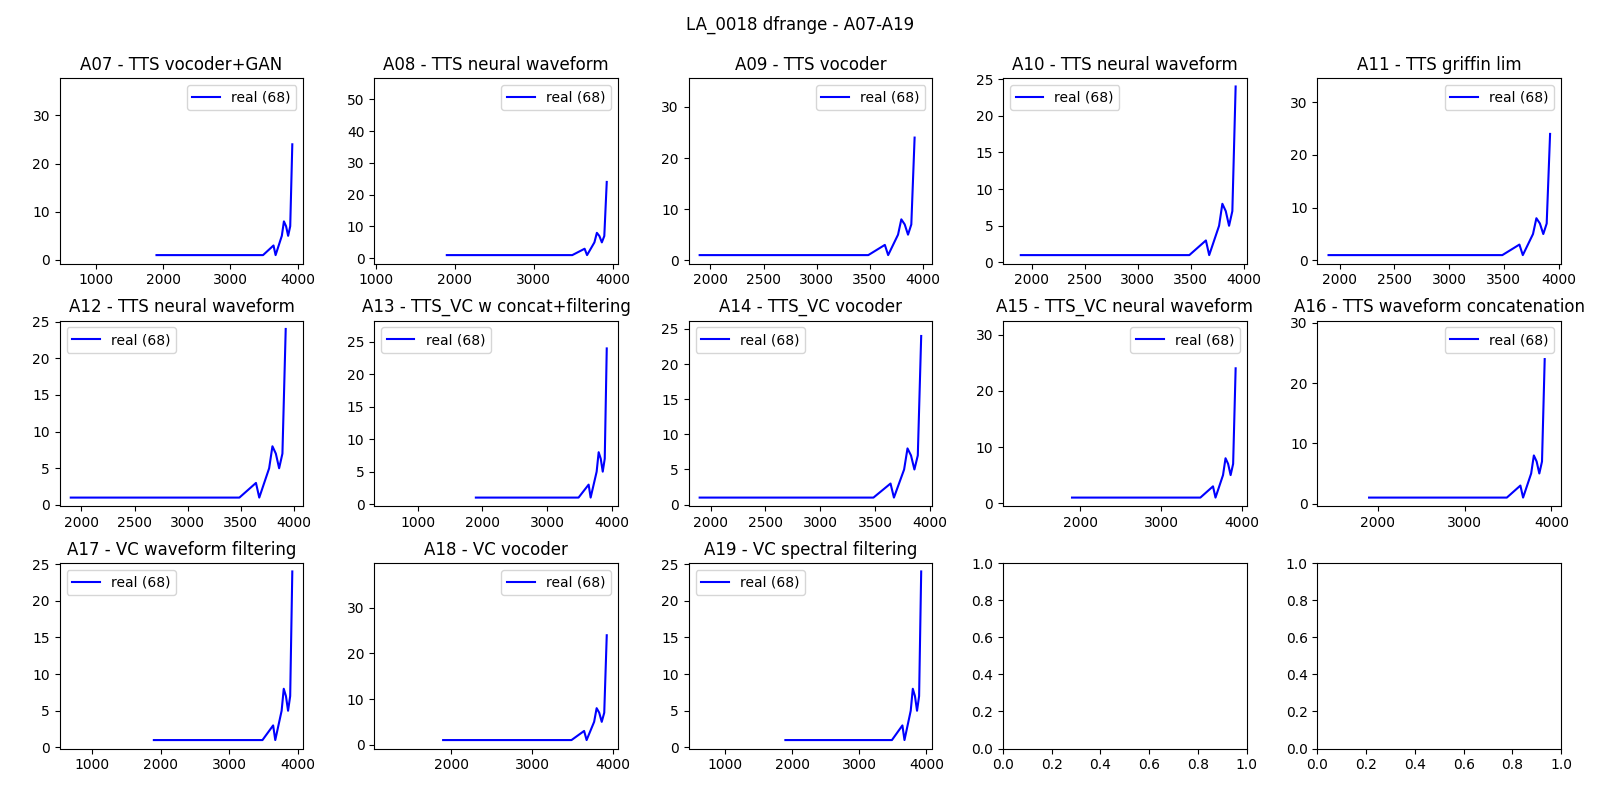 LA_0018 dfrange - A07-A19
A07 - TTS vocoder+GAN
real (68)
30
20
10
0
1000 2000 3000 4000
A08 - TTS neural waveform
real (68)
50
40
30
20
10
0
1000 2000 3000 4000
A09 - TTS vocoder
real (68)
30
20
10
0
2000 2500 3000 3500 4000
A10 - TTS neural waveform
real (68)
25
20
15
10
5
0
2000 2500 3000 3500 4000
A11 - TTS griffin lim
real (68)
30
20
10
0
2000 2500 3000 3500 4000
A12 - TTS neural waveform
real (68)
25
20
15
10
5
0
2000 2500 3000 3500 4000
A13 - TTS_VC w concat+filtering
real (68)
25
20
15
10
5
0
1000 2000 3000 4000
A14 - TTS_VC vocoder
real (68)
25
20
15
10
5
0
2000 2500 3000 3500 4000
A15 - TTS_VC neural waveform
real (68)
30
20
10
0
2000 3000 4000
A16 - TTS waveform concatenation
real (68)
30
20
10
0
2000 3000 4000
A17 - VC waveform filtering
real (68)
25
20
15
10
5
0
1000 2000 3000 4000
A18 - VC vocoder
real (68)
30
20
10
0
2000 3000 4000
A19 - VC spectral filtering
real (68)
25
20
15
10
5
0
1000 2000 3000 4000
1.0
0.8
0.6
0.4
0.2
0.0
0.0 0.2 0.4 0.6 0.8 1.0
1.0
0.8
0.6
0.4
0.2
0.0
0.0 0.2 0.4 0.6 0.8 1.0